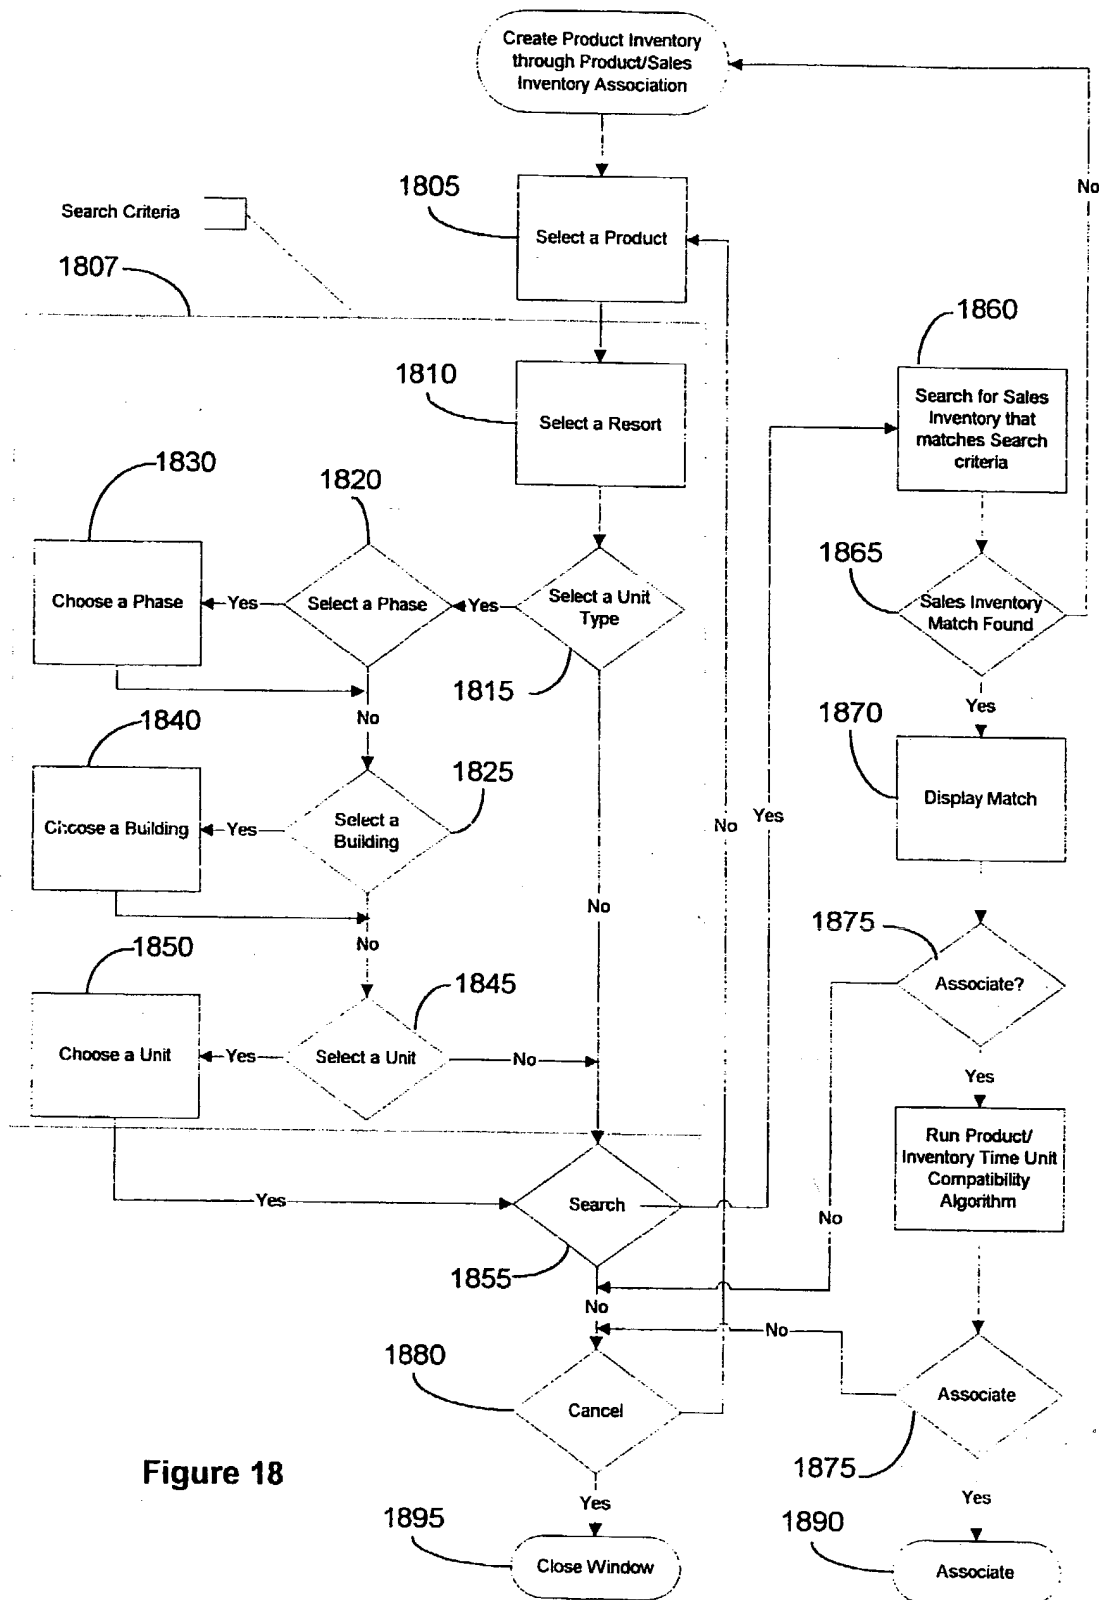 Create Product Inventory
through Product/Sales
Inventory Association
No
1805
Select a Product
Search Criteria
1807
1860
Search for Sales
Inventory that
matches Search
criteria
1810
Select a Resort
1830
1820
Choose a Phase
Yes
Select a Phase
Yes
Select a Unit
Type
1815
1865
Sales Inventory
Match Found
Yes
No
1840
1825
Choose a Building
Yes
Select a
Building
1870
Display Match
No
Yes
No
No
1850
1845
Choose a Unit
Yes
Select a Unit
No
1875
Associate?
Yes
Run Product/
Inventory Time Unit
Compatibility
Algorithm
Yes
Search
1855
No
No
No
1880
Cancel
Associate
1875
Figure 18
Yes
Yes
1895
Close Window
1890
Associate